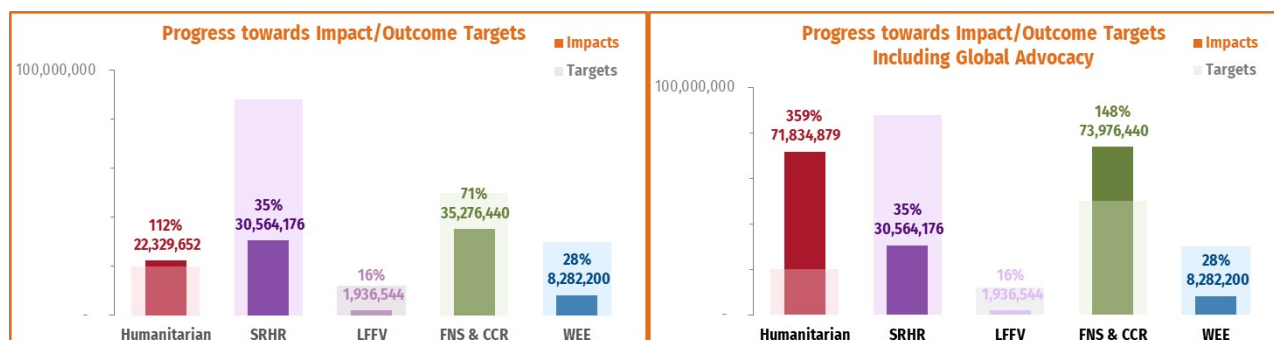 Progress towards Impact/Outcome Targets
Impacts
Targets
100,000,000
112%
22,329,652
35%
30,564,176
16%
1,936,544
71%
35,276,440
28%
8,282,200
-
Humanitarian SRHR LFFV FNS & CCR WEE
Progress towards Impact/Outcome Targets
Including Global Advocacy
Impacts
Targets
100,000,000
359%
71,834,879
35%
30,564,176
16%
1,936,544
148%
73,976,440
28%
8,282,200
-
Humanitarian SRHR LFFV FNS & CCR WEE